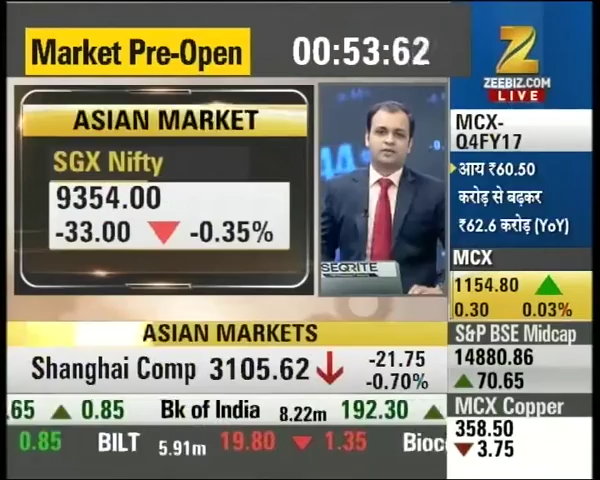 Market Pre-Open
00:53:62
ZEEBIZ.COM
LIVE
ASIAN MARKET
SGX Nifty
9354.00
-33.00 -0.35%
SEQRITE
MCX-
Q4FY17
आय ₹60.50
करोड़ से बढ़कर
₹62.6 करोड़ (YoY)
MCX
1154.80
0.30 0.03%
S&P BSE Midcap
14880.86
70.65
MCX Copper
358.50
3.75
ASIAN MARKETS
Shanghai Comp 3105.62 -21.75
-0.70%
.65 0.85 Bk of India 8.22m 192.30
0.85 BILT 5.91m 19.80 1.35 Bioc